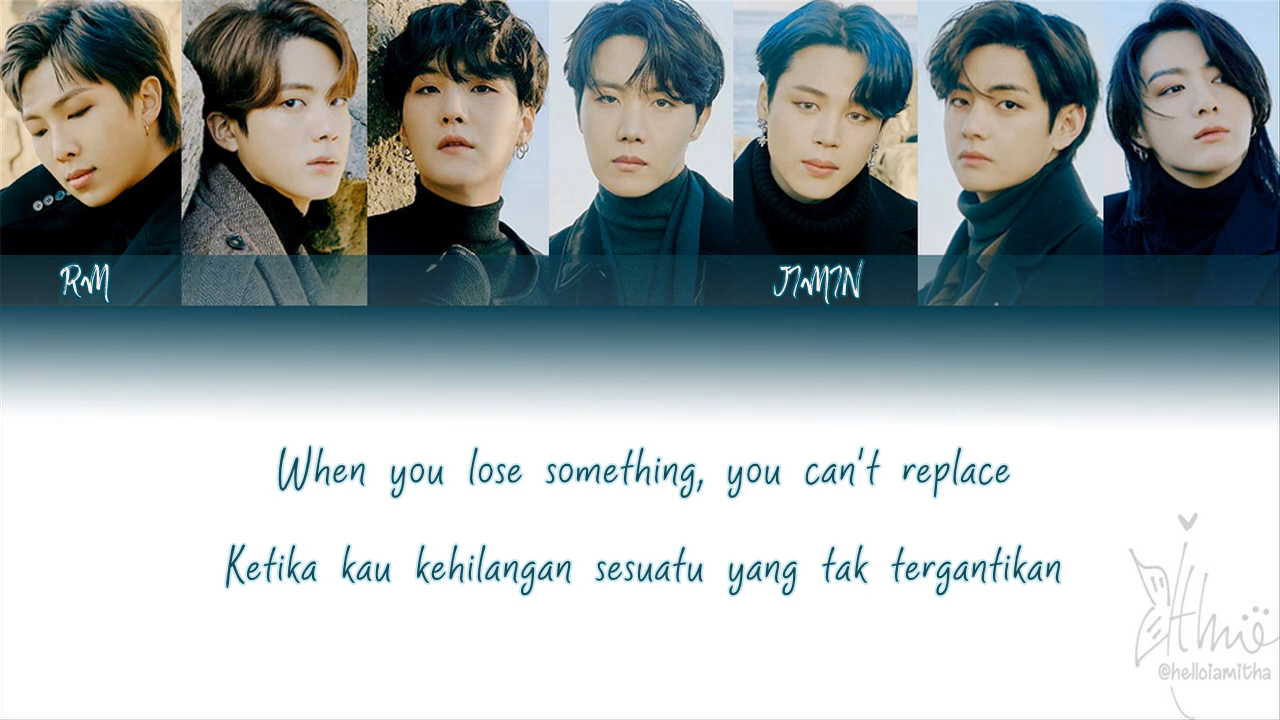 RM
JIMIN
When you lose something, you can't replace
Ketika kau kehilangan sesuatu yang tak tergantikan
@helloiamitha